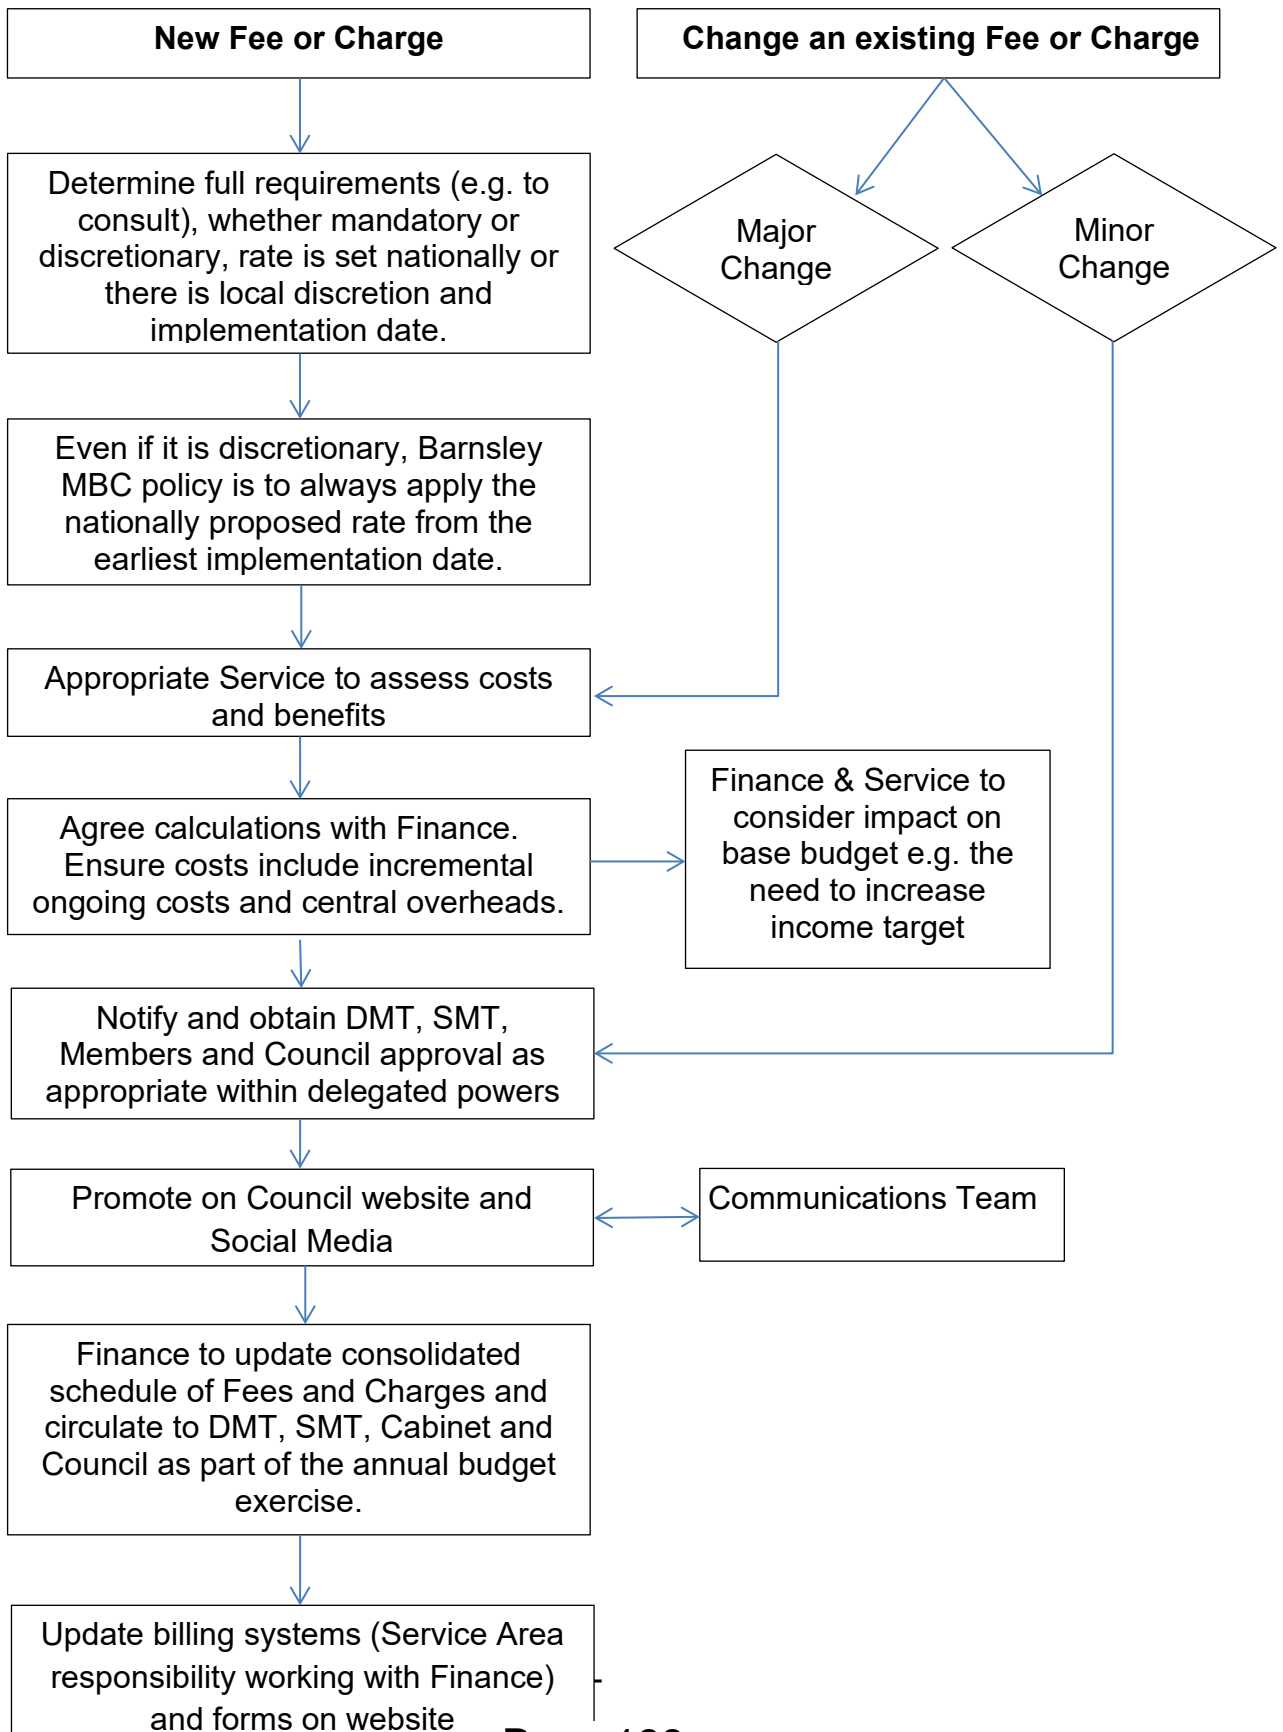 New Fee or Charge
Change an existing Fee or Charge
Determine full requirements (e.g. to
consult), whether mandatory or
discretionary, rate is set nationally or
there is local discretion and
implementation date.
Major
Change
Minor
Change
Even if it is discretionary, Barnsley
MBC policy is to always apply the
nationally proposed rate from the
earliest implementation date.
Appropriate Service to assess costs
and benefits
Agree calculations with Finance.
Ensure costs include incremental
ongoing costs and central overheads.
Finance & Service to
consider impact on
base budget e.g. the
need to increase
income target
Notify and obtain DMT, SMT,
Members and Council approval as
appropriate within delegated powers
Promote on Council website and
Social Media
Communications Team
Finance to update consolidated
schedule of Fees and Charges and
circulate to DMT, SMT, Cabinet and
Council as part of the annual budget
exercise.
Update billing systems (Service Area
responsibility working with Finance)
and forms on website